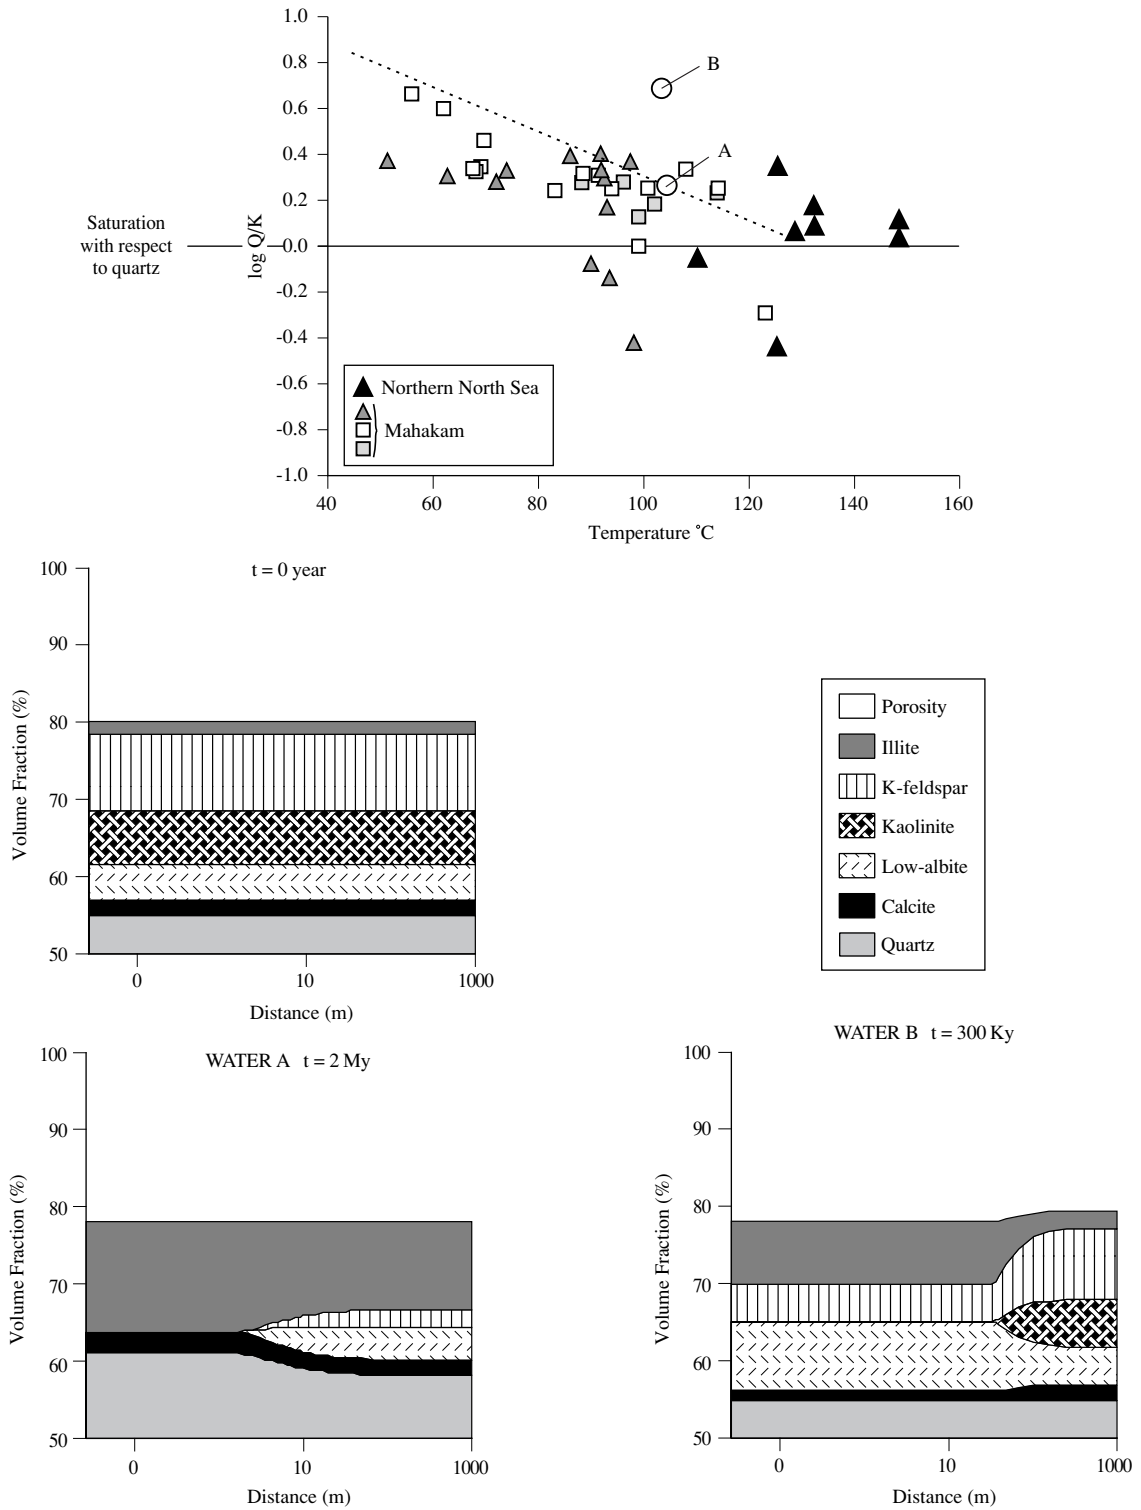 1.0
0.8
0.6
0.4
0.2
-0.0
-0.2
-0.4
-0.6
-0.8
-1.0
log Q/K
Saturation
with respect
to quartz
B
A
Northern North Sea
Mahakam
40 60 80 100 120 140 160
Temperature °C
t = 0 year
100
90
80
70
60
50
Volume Fraction (%)
0 10 1000
Distance (m)
Porosity
Illite
K-feldspar
Kaolinite
Low-albite
Calcite
Quartz
WATER A t = 2 My
100
90
80
70
60
50
Volume Fraction (%)
0 10 1000
Distance (m)
WATER B t = 300 Ky
100
90
80
70
60
50
Volume Fraction (%)
0 10 1000
Distance (m)